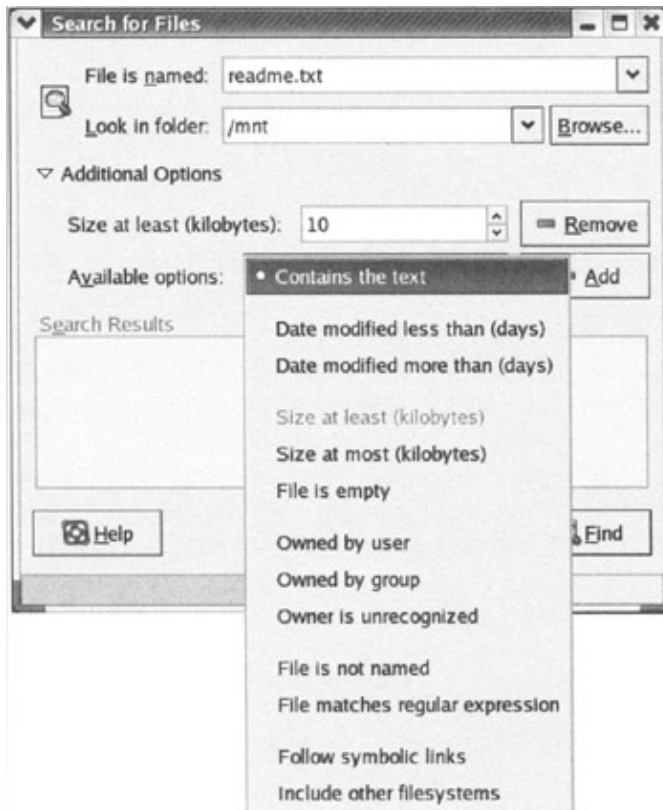 Search for Files
File is named: readme.txt
Look in folder: /mnt Browse...
Additional Options
Size at least (kilobytes): 10 Remove
Available options: Contains the text Add
Search Results
Date modified less than (days)
Date modified more than (days)
Size at least (kilobytes)
Size at most (kilobytes)
File is empty
Help
Find
Owned by user
Owned by group
Owner is unrecognized
File is not named
File matches regular expression
Follow symbolic links
Include other filesystems